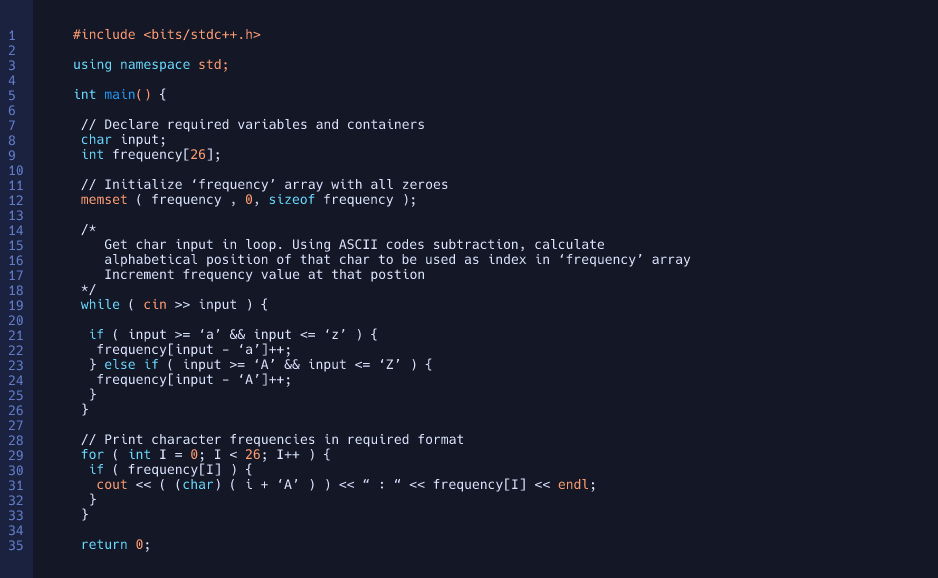 1 #include <bits/stdc++.h>
2
3 using namespace std;
4
5 int main() {
6
7 // Declare required variables and containers
8 char input;
9 int frequency[26];
10
11 // Initialize ‘frequency’ array with all zeroes
12 memset ( frequency , 0, sizeof frequency );
13
14 /*
15 Get char input in loop. Using ASCII codes subtraction, calculate
16 alphabetical position of that char to be used as index in ‘frequency’ array
17 Increment frequency value at that postion
18 */
19 while ( cin >> input ) {
20
21 if ( input >= ‘a’ && input <= ‘z’ ) {
22 frequency[input – ‘a’]++;
23 } else if ( input >= ‘A’ && input <= ‘Z’ ) {
24 frequency[input – ‘A’]++;
25 }
26 }
27
28 // Print character frequencies in required format
29 for ( int I = 0; I < 26; I++ ) {
30 if ( frequency[I] ) {
31 cout << ( (char) ( i + ‘A’ ) ) << “ : “ << frequency[I] << endl;
32 }
33 }
34
35 return 0;